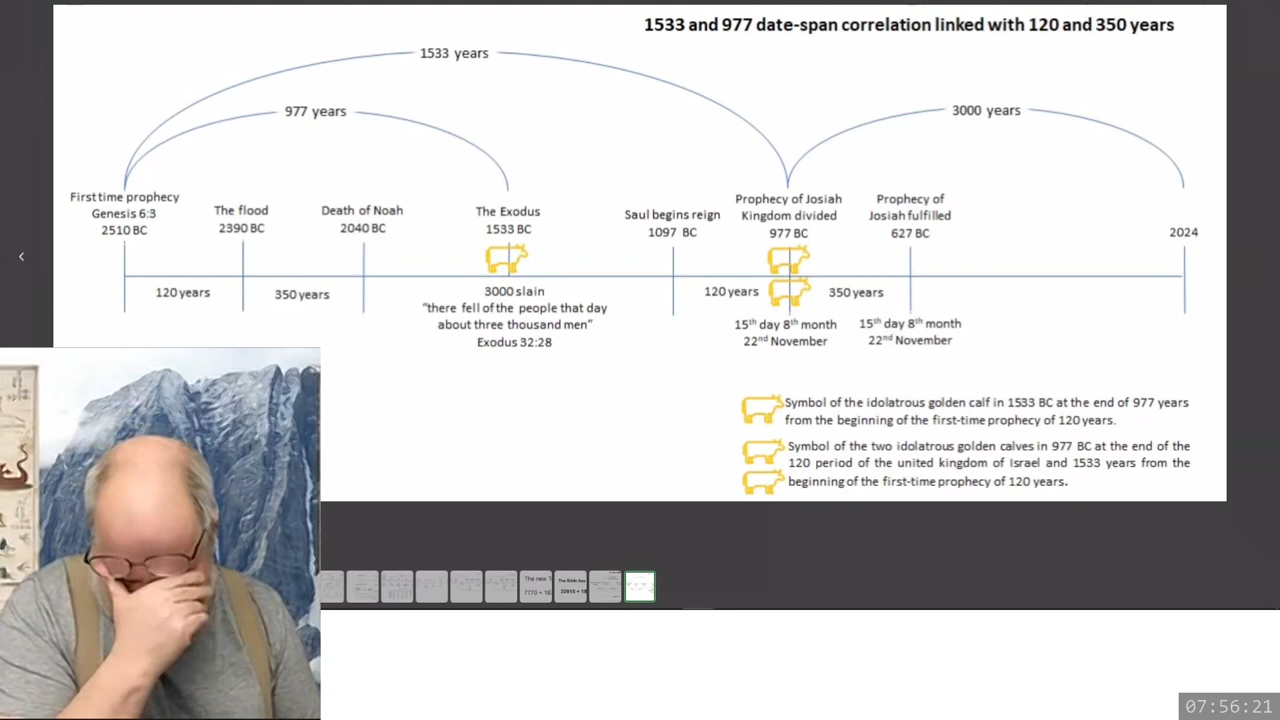 1533 and 977 date-span correlation linked with 120 and 350 years
1533 years
977 years
3000 years
First time prophecy
Genesis 6:3
2510 BC
The flood
2390 BC
Death of Noah
2040 BC
The Exodus
1533 BC
Saul begins reign
1097 BC
Prophecy of Josiah
Kingdom divided
977 BC
Prophecy of
Josiah fulfilled
627 BC
2024
120 years
350 years
3000 slain
"there fell of the people that day
about three thousand men"
Exodus 32:28
120 years
350 years
15th day 8th month
22nd November
15th day 8th month
22nd November
Symbol of the idolatrous golden calf in 1533 BC at the end of 977 years
from the beginning of the first-time prophecy of 120 years.
Symbol of the two idolatrous golden calves in 977 BC at the end of the
120 period of the united kingdom of Israel and 1533 years from the
beginning of the first-time prophecy of 120 years.
The new
07:56:21